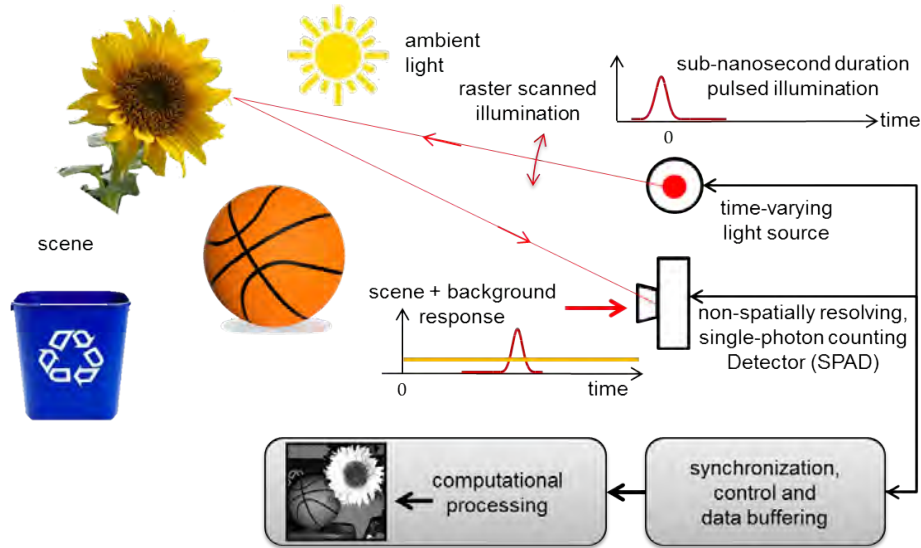 ambient
light
sub-nanosecond duration
pulsed illumination
time
0
raster scanned
illumination
time-varying
light source
scene
scene + background
response
0
time
non-spatially resolving,
single-photon counting
Detector (SPAD)
computational
processing
synchronization,
control and
data buffering